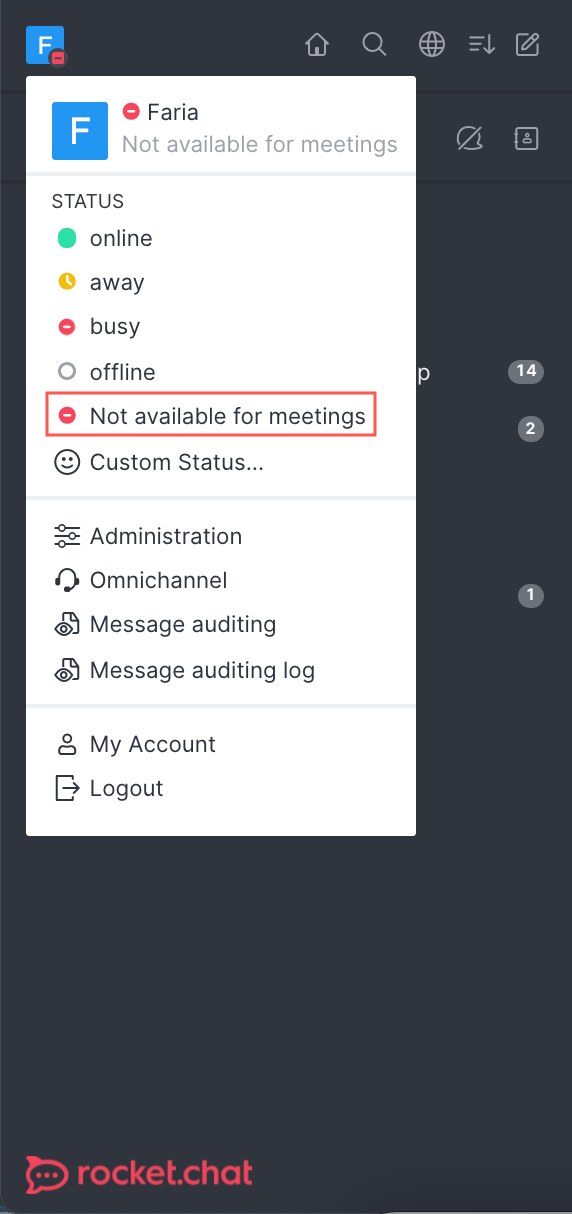 F
F
Faria
Not available for meetings
STATUS
online
away
busy
offline
p
14
Not available for meetings
2
Custom Status...
Administration
Omnichannel
1
Message auditing
Message auditing log
My Account
Logout
rocket.chat